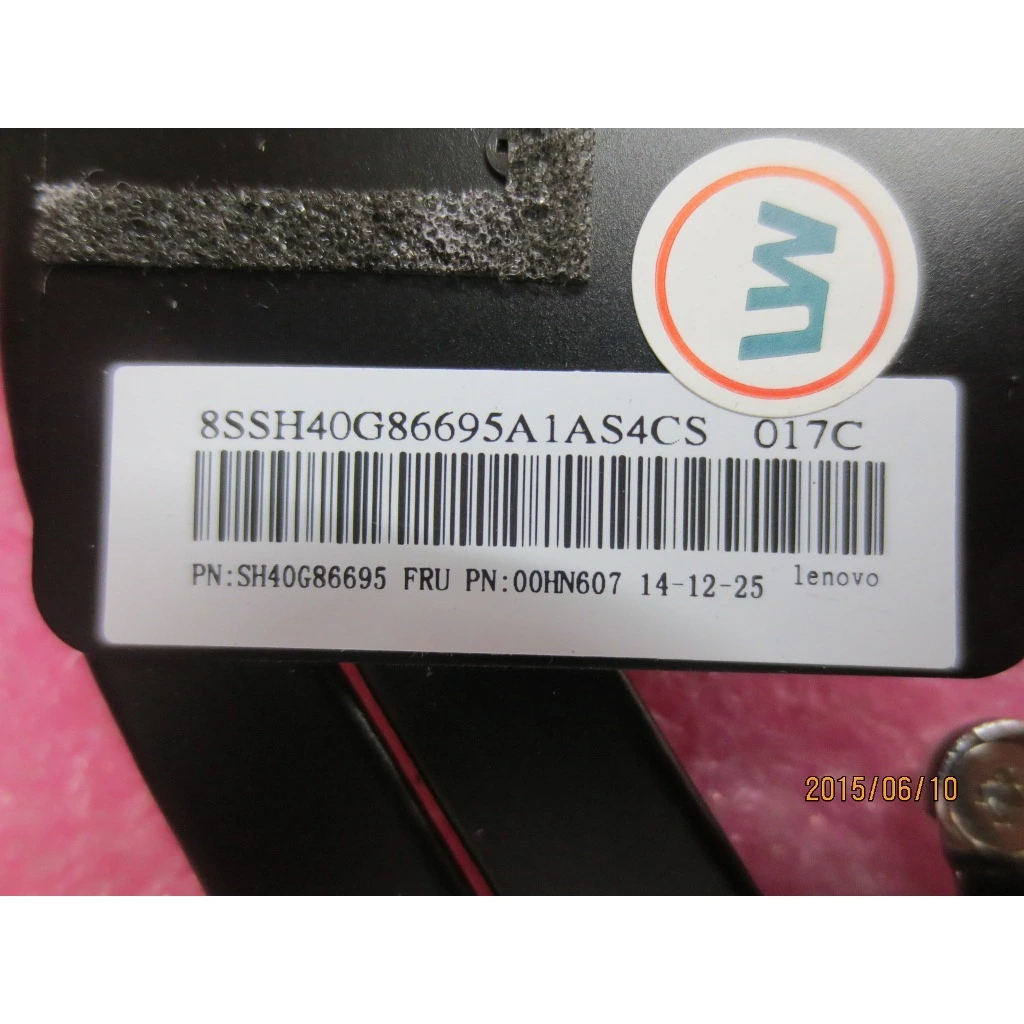 8SSH40G86695A1AS4CS 017C
PN:SH40G86695 FRU PN:00HN607 14-12-25 lenovo
2015/06/10